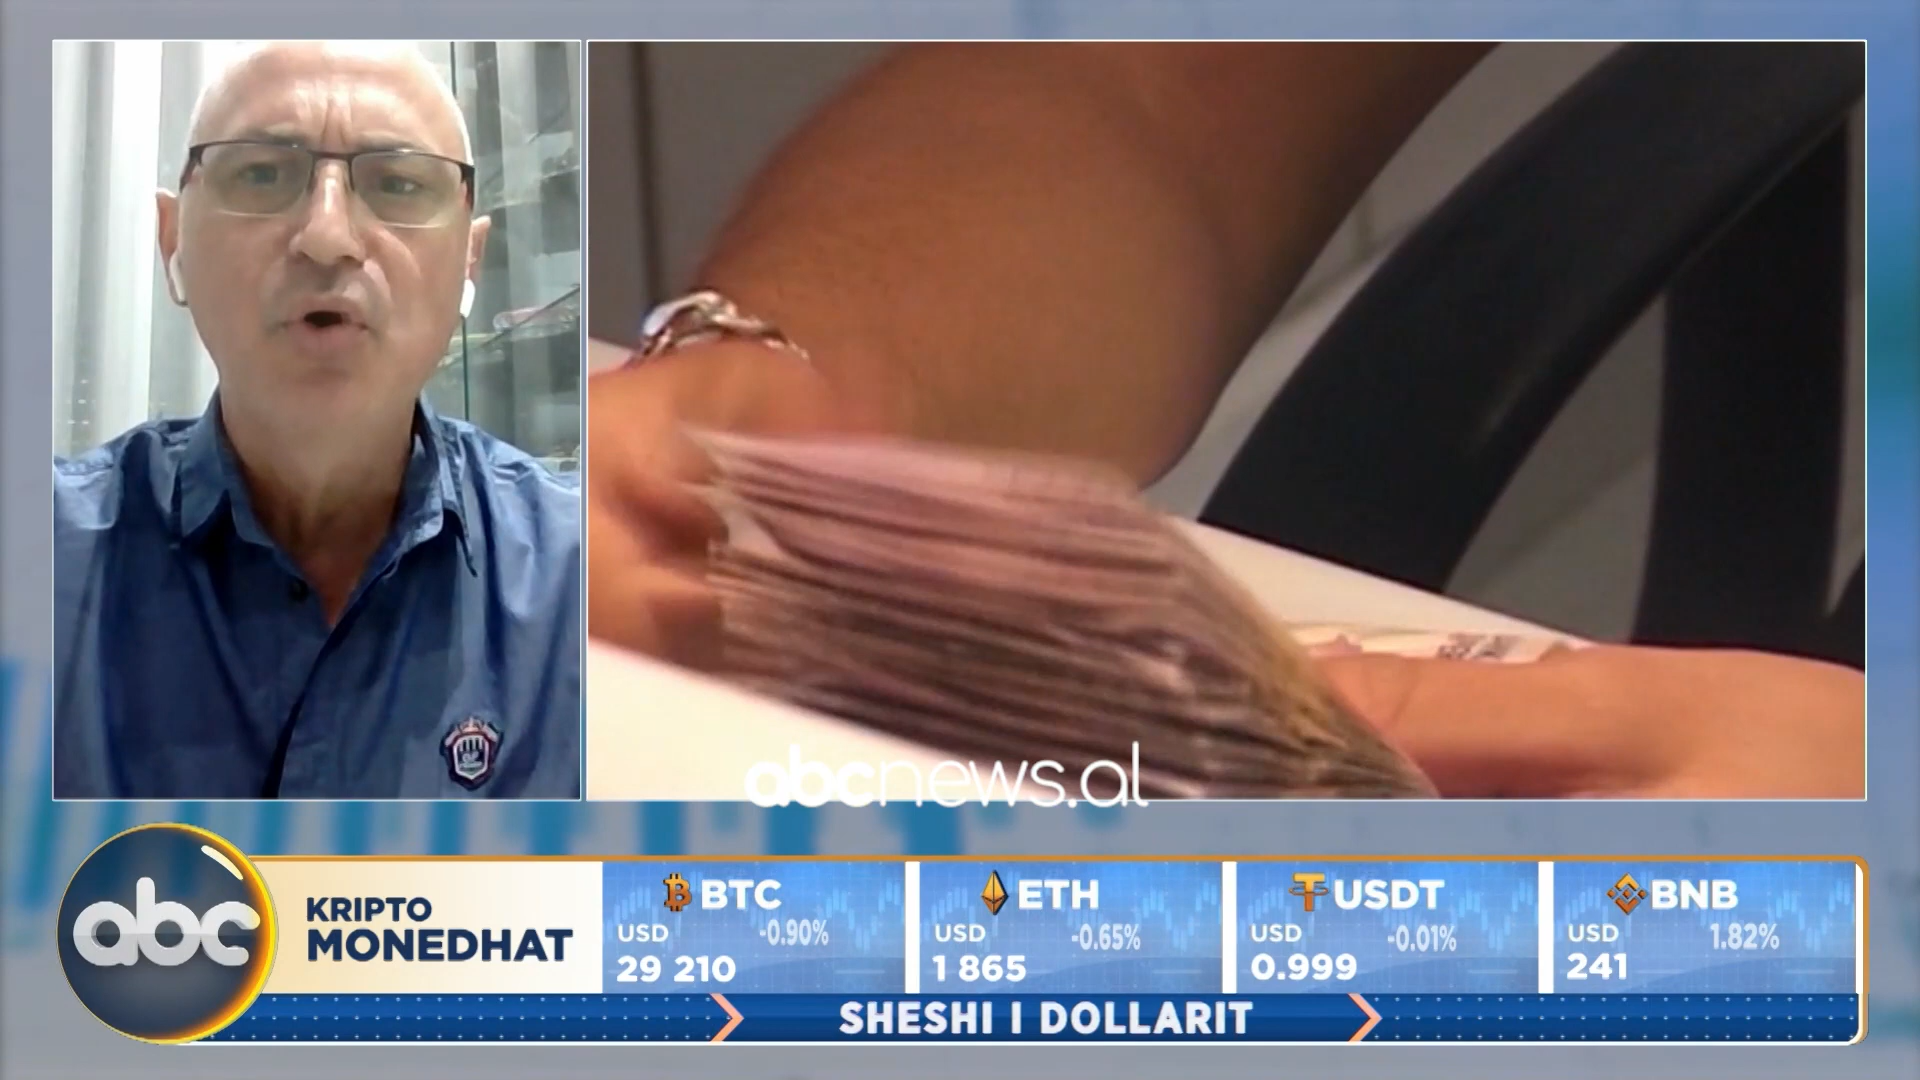 abcnews.al
abc
KRIPTO
MONEDHAT
BTC
USD -0.90%
29 210
ETH
USD -0.65%
1 865
USDT
USD -0.01%
0.999
BNB
USD 1.82%
241
SHESHI I DOLLARIT